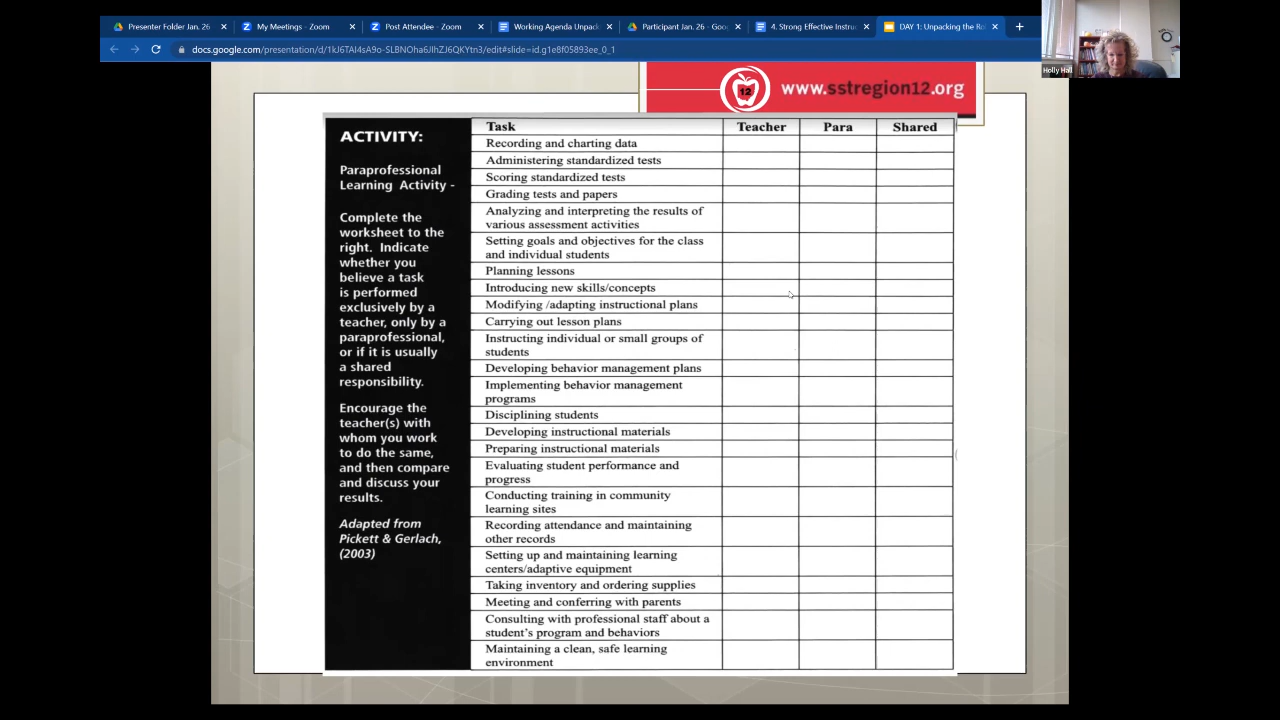 Presenter Folder Jan. 26
My Meetings - Zoom
Post Attendee - Zoom
Working Agenda Unpack
Participant Jan. 26 - Goo
4. Strong Effective Instruc
DAY 1: Unpacking the Ro
docs.google.com/presentation/d/1kJ6TAI4sA9o-SLBNOha6JIhZJ6QKYtn3/edit#slide=id.g1e8f05893ee_0_1
Holly Hall
12
www.sstregion12.org
ACTIVITY:
Paraprofessional
Learning Activity -
Complete the
worksheet to the
right. Indicate
whether you
believe a task
is performed
exclusively by a
teacher, only by a
paraprofessional,
or if it is usually
a shared
responsibility.
Encourage the
teacher(s) with
whom you work
to do the same,
and then compare
and discuss your
results.
Adapted from
Pickett & Gerlach,
(2003)
Task Teacher Para Shared
Recording and charting data
Administering standardized tests
Scoring standardized tests
Grading tests and papers
Analyzing and interpreting the results of
various assessment activities
Setting goals and objectives for the class
and individual students
Planning lessons
Introducing new skills/concepts
Modifying /adapting instructional plans
Carrying out lesson plans
Instructing individual or small groups of
students
Developing behavior management plans
Implementing behavior management
programs
Disciplining students
Developing instructional materials
Preparing instructional materials
Evaluating student performance and
progress
Conducting training in community
learning sites
Recording attendance and maintaining
other records
Setting up and maintaining learning
centers/adaptive equipment
Taking inventory and ordering supplies
Meeting and conferring with parents
Consulting with professional staff about a
student's program and behaviors
Maintaining a clean, safe learning
environment